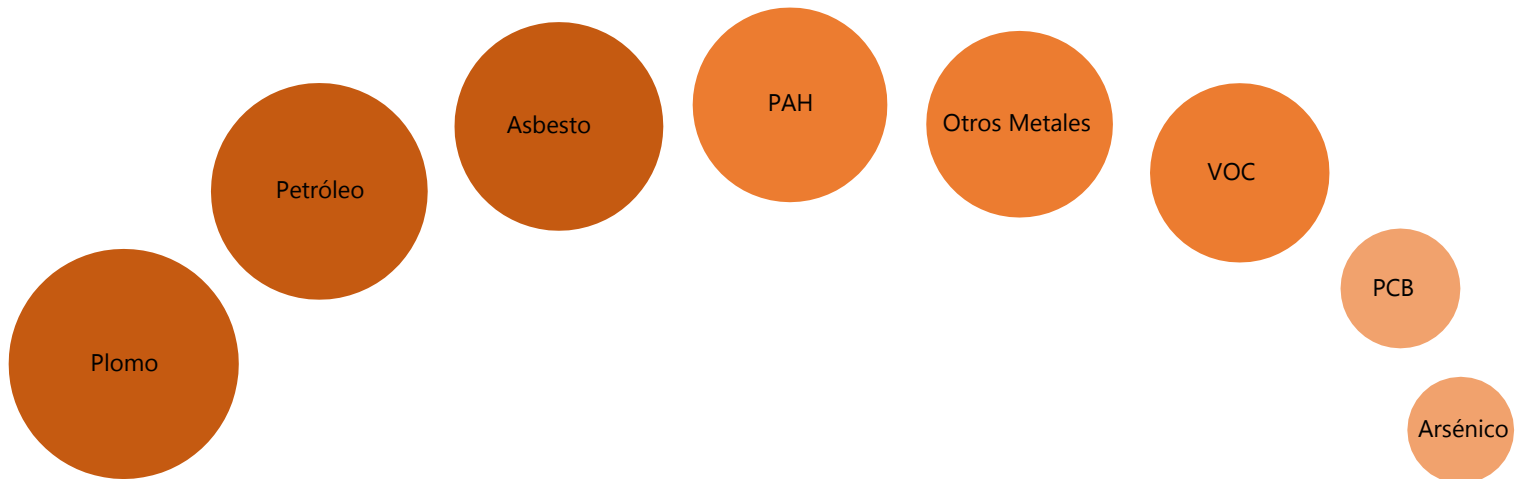 Plomo
Petróleo
Asbesto
PAH
Otros Metales
VOC
PCB
Arsénico